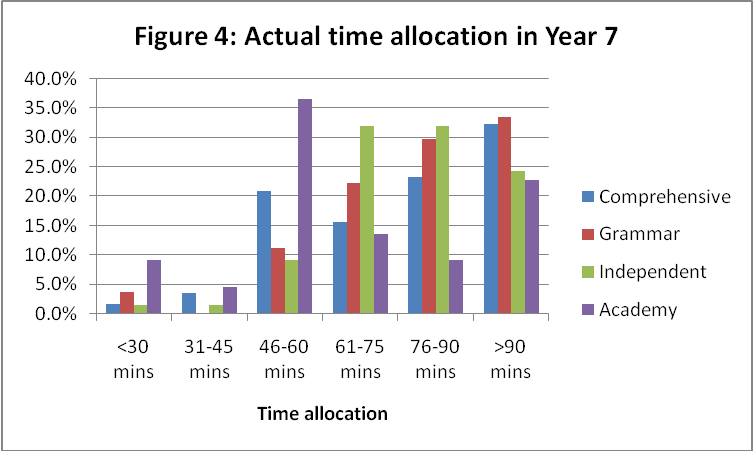 Figure 4: Actual time allocation in Year 7
40.0%
35.0%
30.0%
25.0%
20.0%
15.0%
10.0%
5.0%
0.0%
<30 mins
31-45 mins
46-60 mins
61-75 mins
76-90 mins
>90 mins
Time allocation
Comprehensive
Grammar
Independent
Academy